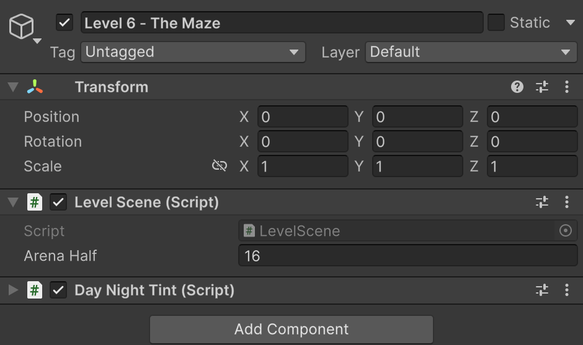 Level 6 - The Maze Static
Tag Untagged Layer Default
Transform
Position X 0 Y 0 Z 0
Rotation X 0 Y 0 Z 0
Scale X 1 Y 1 Z 1
# Level Scene (Script)
Script # LevelScene
Arena Half 16
# Day Night Tint (Script)
Add Component